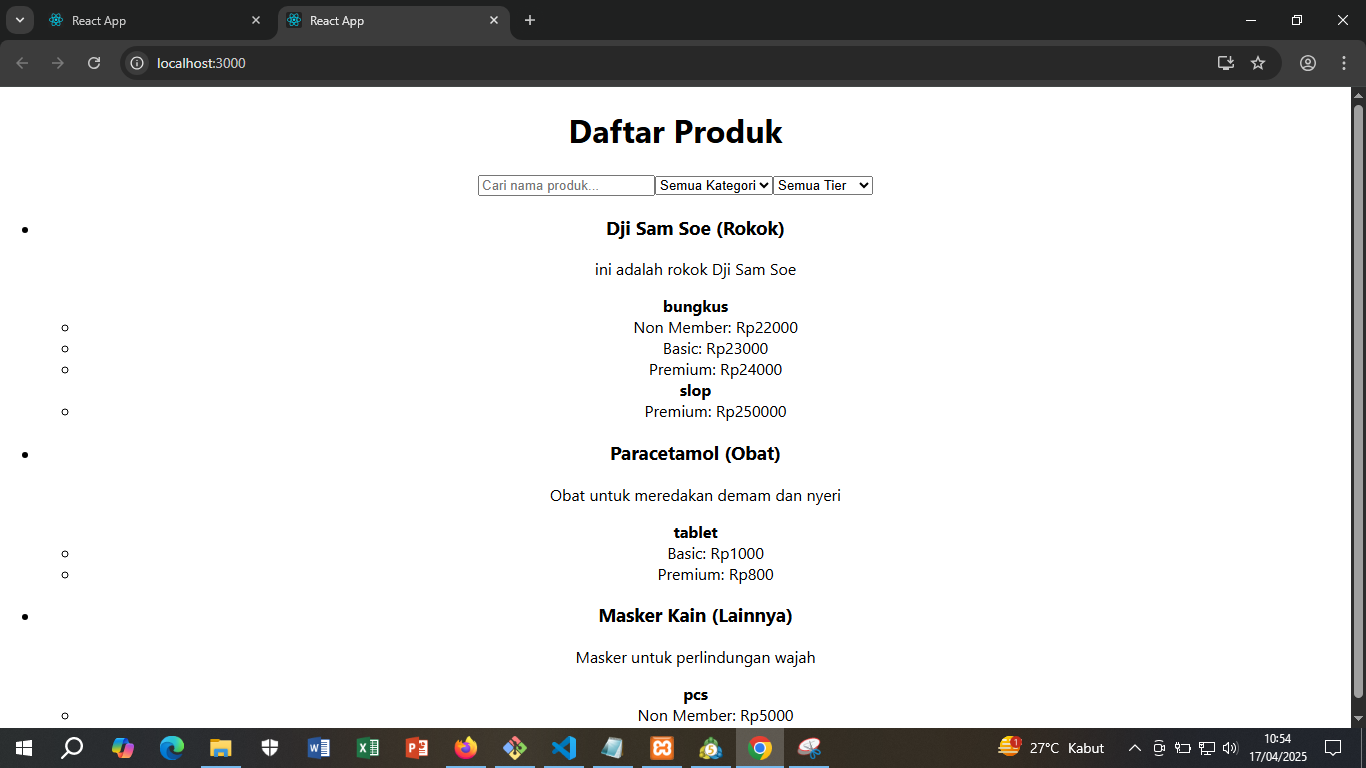 React App
React App
localhost:3000
Daftar Produk
Cari nama produk... Semua Kategori Semua Tier
Dji Sam Soe (Rokok)
ini adalah rokok Dji Sam Soe
bungkus
Non Member: Rp22000
Basic: Rp23000
Premium: Rp24000
slop
Premium: Rp250000
Paracetamol (Obat)
Obat untuk meredakan demam dan nyeri
tablet
Basic: Rp1000
Premium: Rp800
Masker Kain (Lainnya)
Masker untuk perlindungan wajah
pcs
Non Member: Rp5000
1 27°C Kabut
10:54
17/04/2025